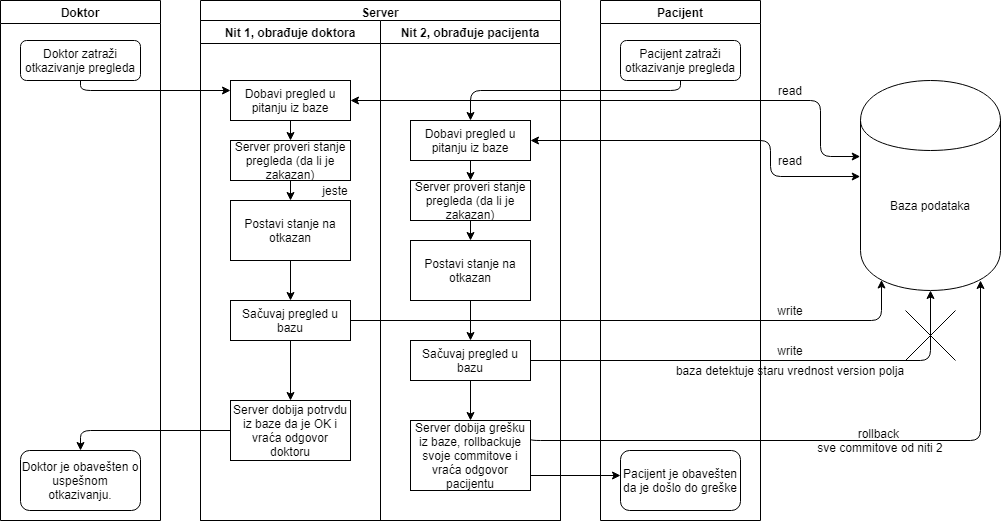 Doktor
Server
Pacijent
Nit 1, obrađuje doktora
Nit 2, obrađuje pacijenta
Doktor zatraži
otkazivanje pregleda
Pacijent zatraži
otkazivanje pregleda
Dobavi pregled u
pitanju iz baze
read
Dobavi pregled u
pitanju iz baze
read
Server proveri stanje
pregleda (da li je
zakazan)
jeste
Server proveri stanje
pregleda (da li je
zakazan)
Baza podataka
Postavi stanje na
otkazan
Postavi stanje na
otkazan
Sačuvaj pregled u
bazu
write
Sačuvaj pregled u
bazu
write
baza detektuje staru vrednost version polja
Server dobija potvrdu
iz baze da je OK i
vraća odgovor
doktoru
Server dobija grešku
iz baze, rollbackuje
svoje commitove i
vraća odgovor
pacijentu
rollback
sve commitove od niti 2
Doktor je obavešten o
uspešnom
otkazivanju.
Pacijent je obavešten
da je došlo do greške